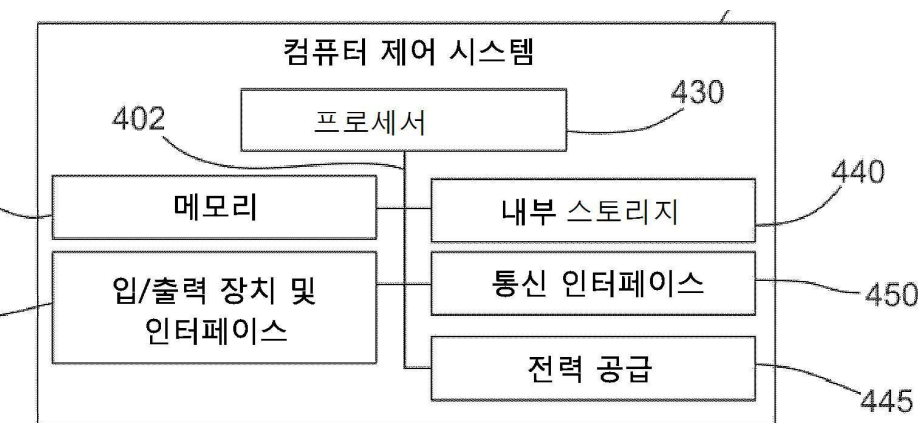 컴퓨터 제어 시스템
402
프로세서
430
메모리
내부 스토리지
440
입/출력 장치 및
인터페이스
통신 인터페이스
450
전력 공급
445